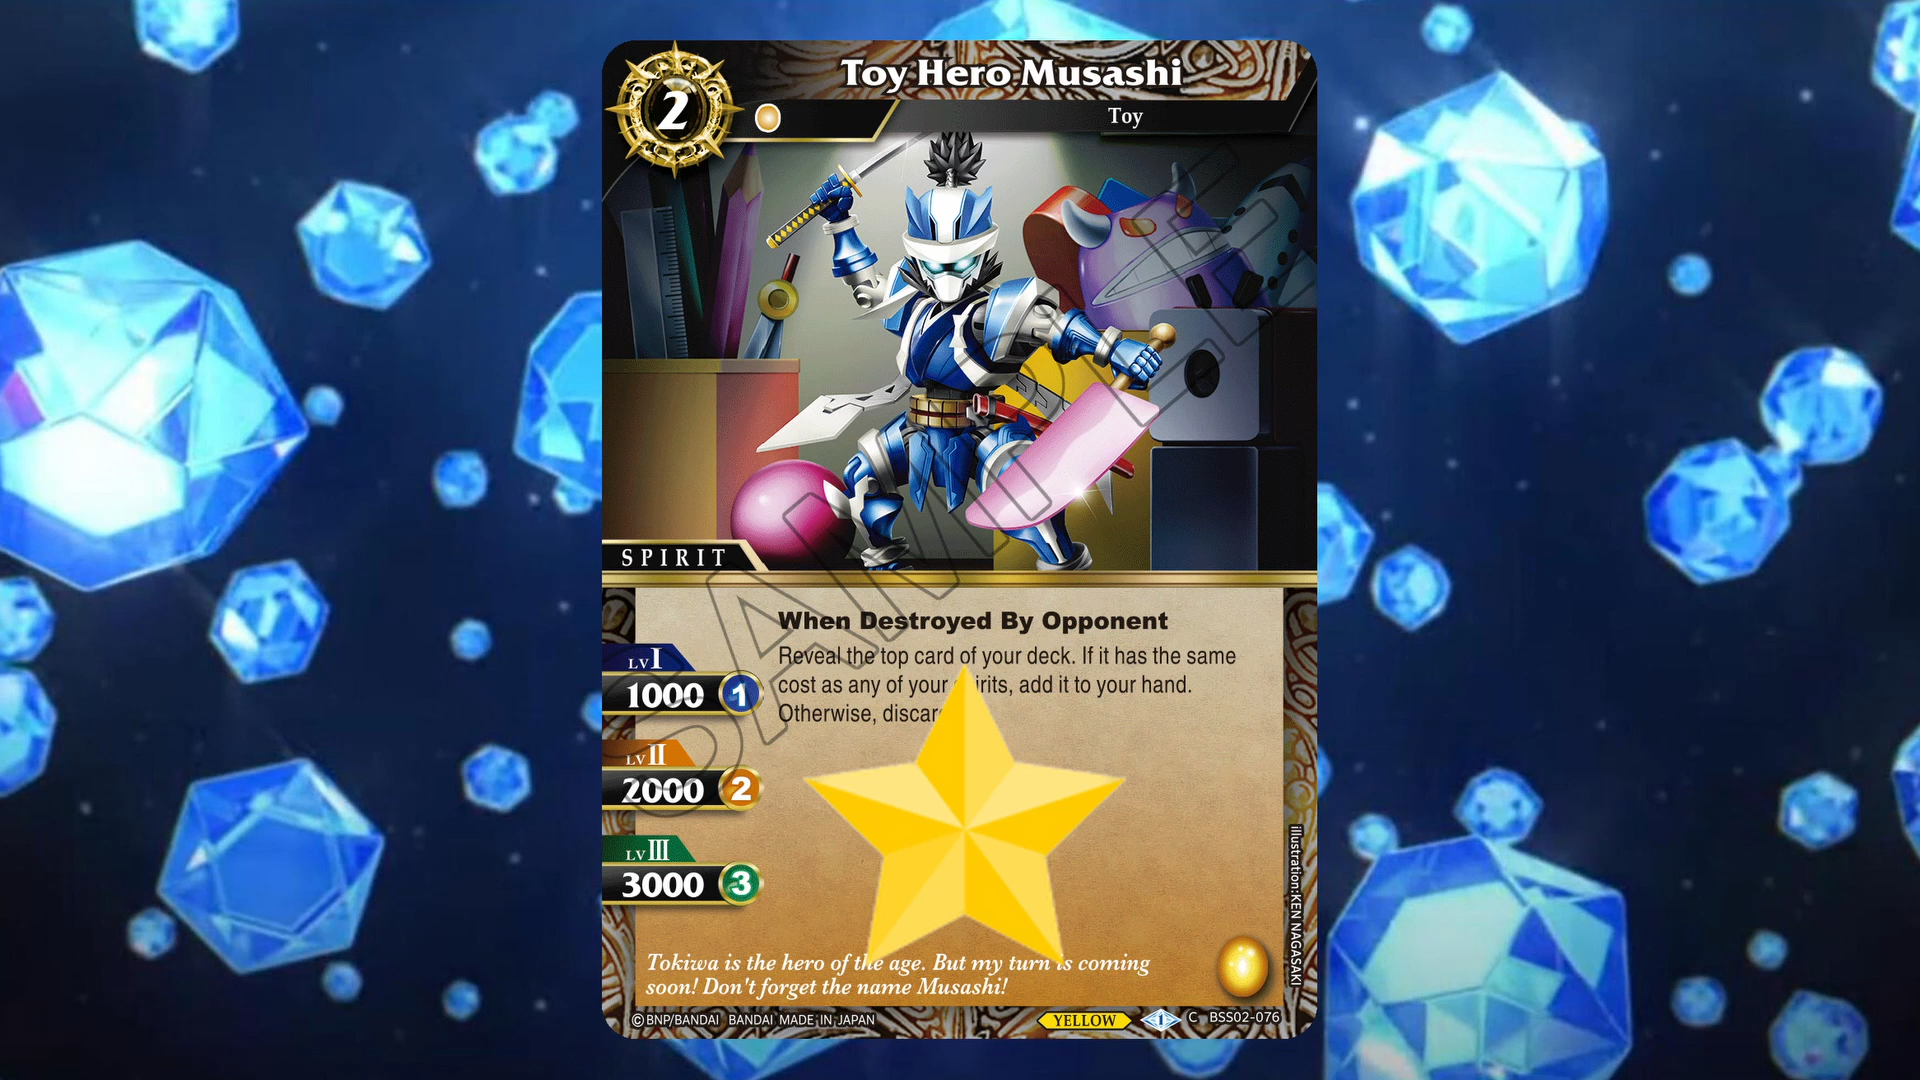 Toy Hero Musashi
2
Toy
SPIRIT
When Destroyed By Opponent
Reveal the top card of your deck. If it has the same
cost as any of your irits, add it to your hand.
Otherwise, discar
LV I
1000 1
LV II
2000 2
LV III
3000 3
Tokiwa is the hero of the age. But my turn is coming
soon! Don't forget the name Musashi!
illustration:KEN NAGASAKI
©BNP/BANDAI BANDAI MADE IN JAPAN
YELLOW 1 C BSS02-076
SAMPLE